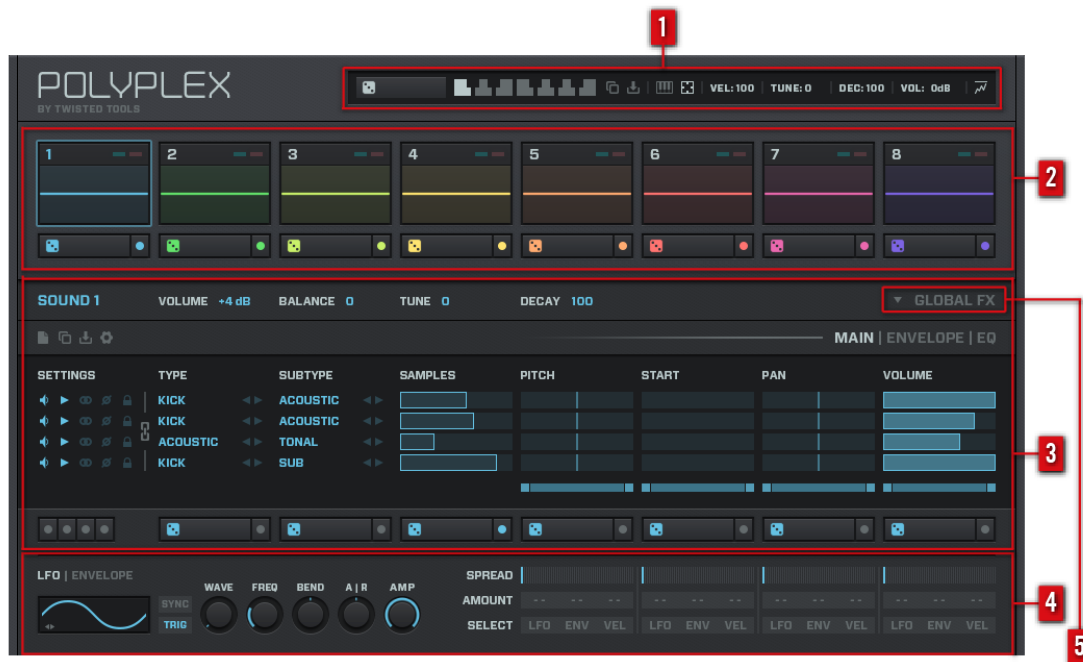 1
POLYPLEX
BY TWISTED TOOLS
VEL: 100 TUNE: 0 DEC: 100 VOL: 0dB
1 2 3 4 5 6 7 8
2
SOUND 1 VOLUME +4 dB BALANCE 0 TUNE 0 DECAY 100 GLOBAL FX
MAIN | ENVELOPE | EQ
SETTINGS TYPE SUBTYPE SAMPLES PITCH START PAN VOLUME
KICK ACOUSTIC
KICK ACOUSTIC
ACOUSTIC TONAL
KICK SUB
3
LFO | ENVELOPE WAVE FREQ BEND A|R AMP SPREAD
SYNC AMOUNT -- -- -- -- -- -- -- -- -- -- -- --
TRIG SELECT LFO ENV VEL LFO ENV VEL LFO ENV VEL LFO ENV VEL
4
5